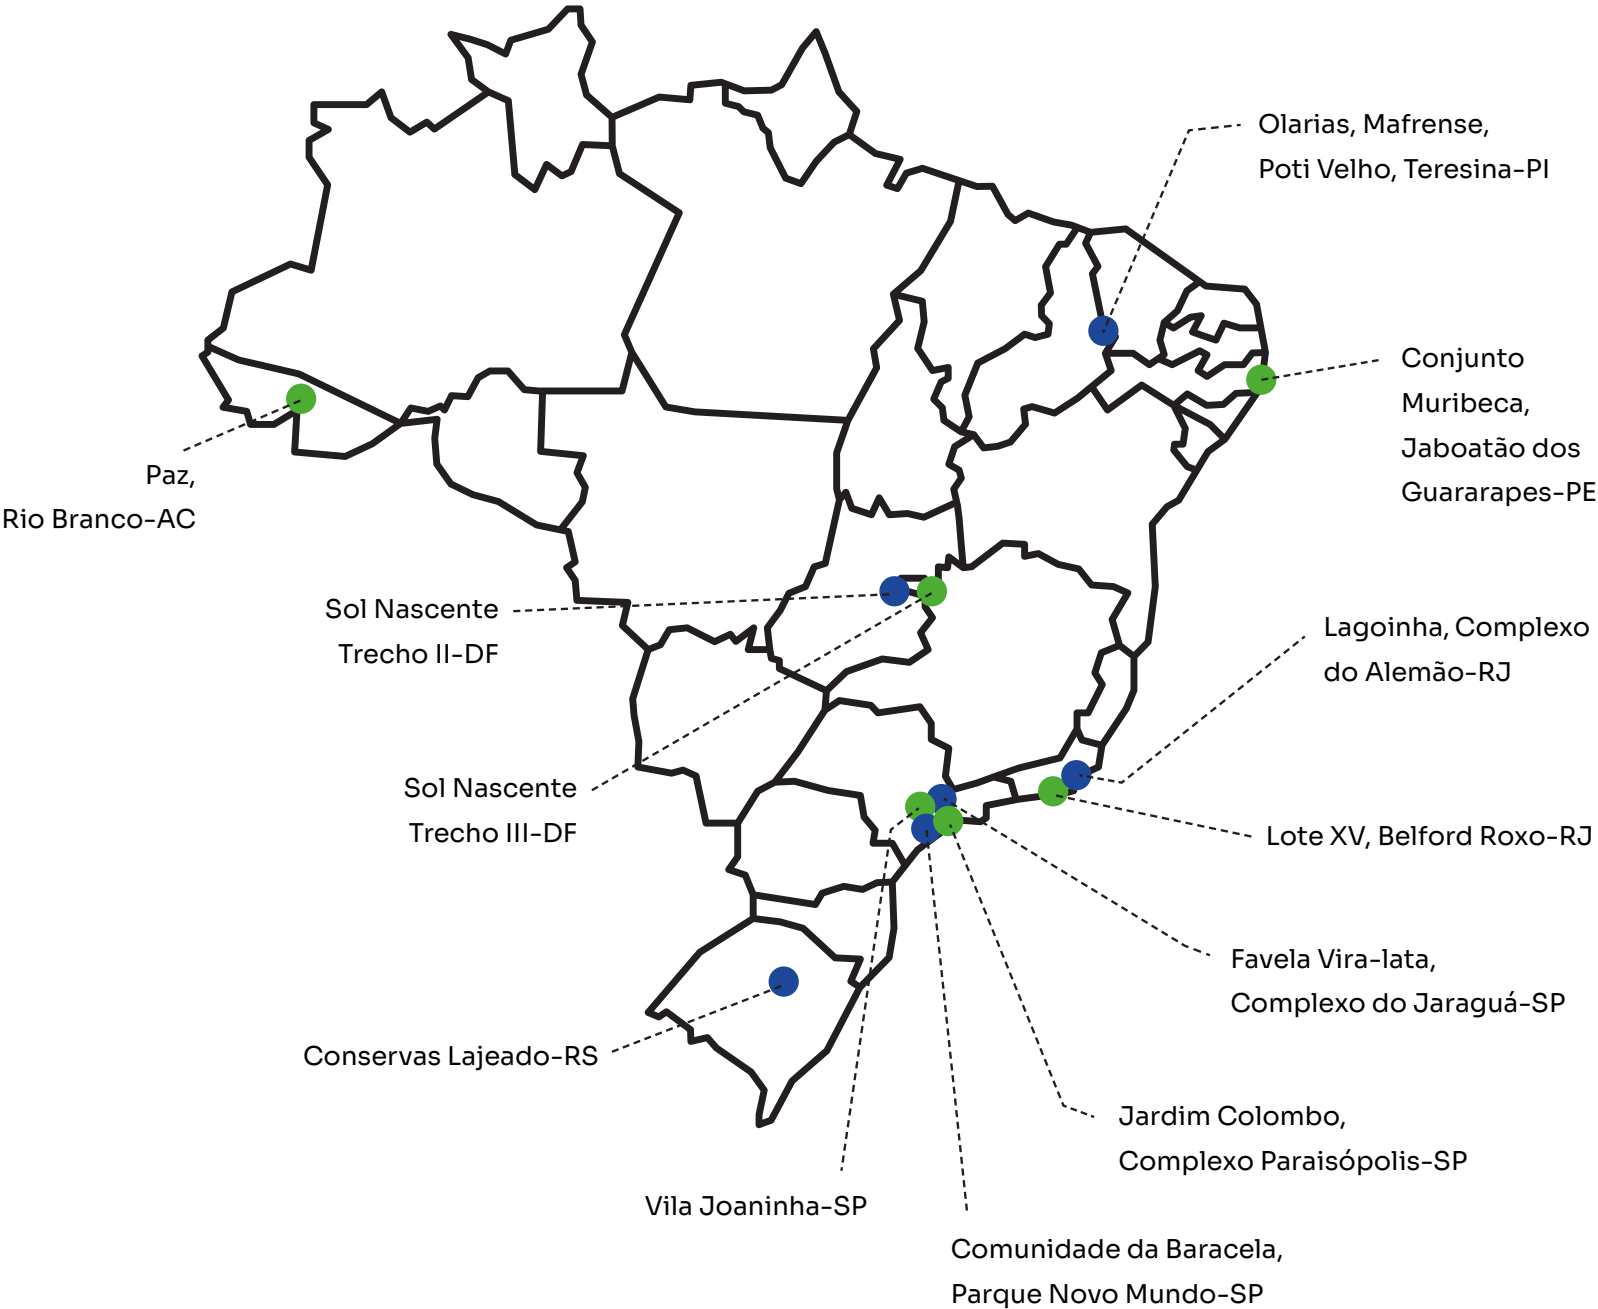 Olarias, Mafrense,
Poti Velho, Teresina-PI
Conjunto
Muribeca,
Jaboatão dos
Guararapes-PE
Paz,
Rio Branco-AC
Sol Nascente
Trecho II-DF
Lagoinha, Complexo
do Alemão-RJ
Sol Nascente
Trecho III-DF
Lote XV, Belford Roxo-RJ
Favela Vira-lata,
Complexo do Jaraguá-SP
Conservas Lajeado-RS
Jardim Colombo,
Complexo Paraisópolis-SP
Vila Joaninha-SP
Comunidade da Baracela,
Parque Novo Mundo-SP